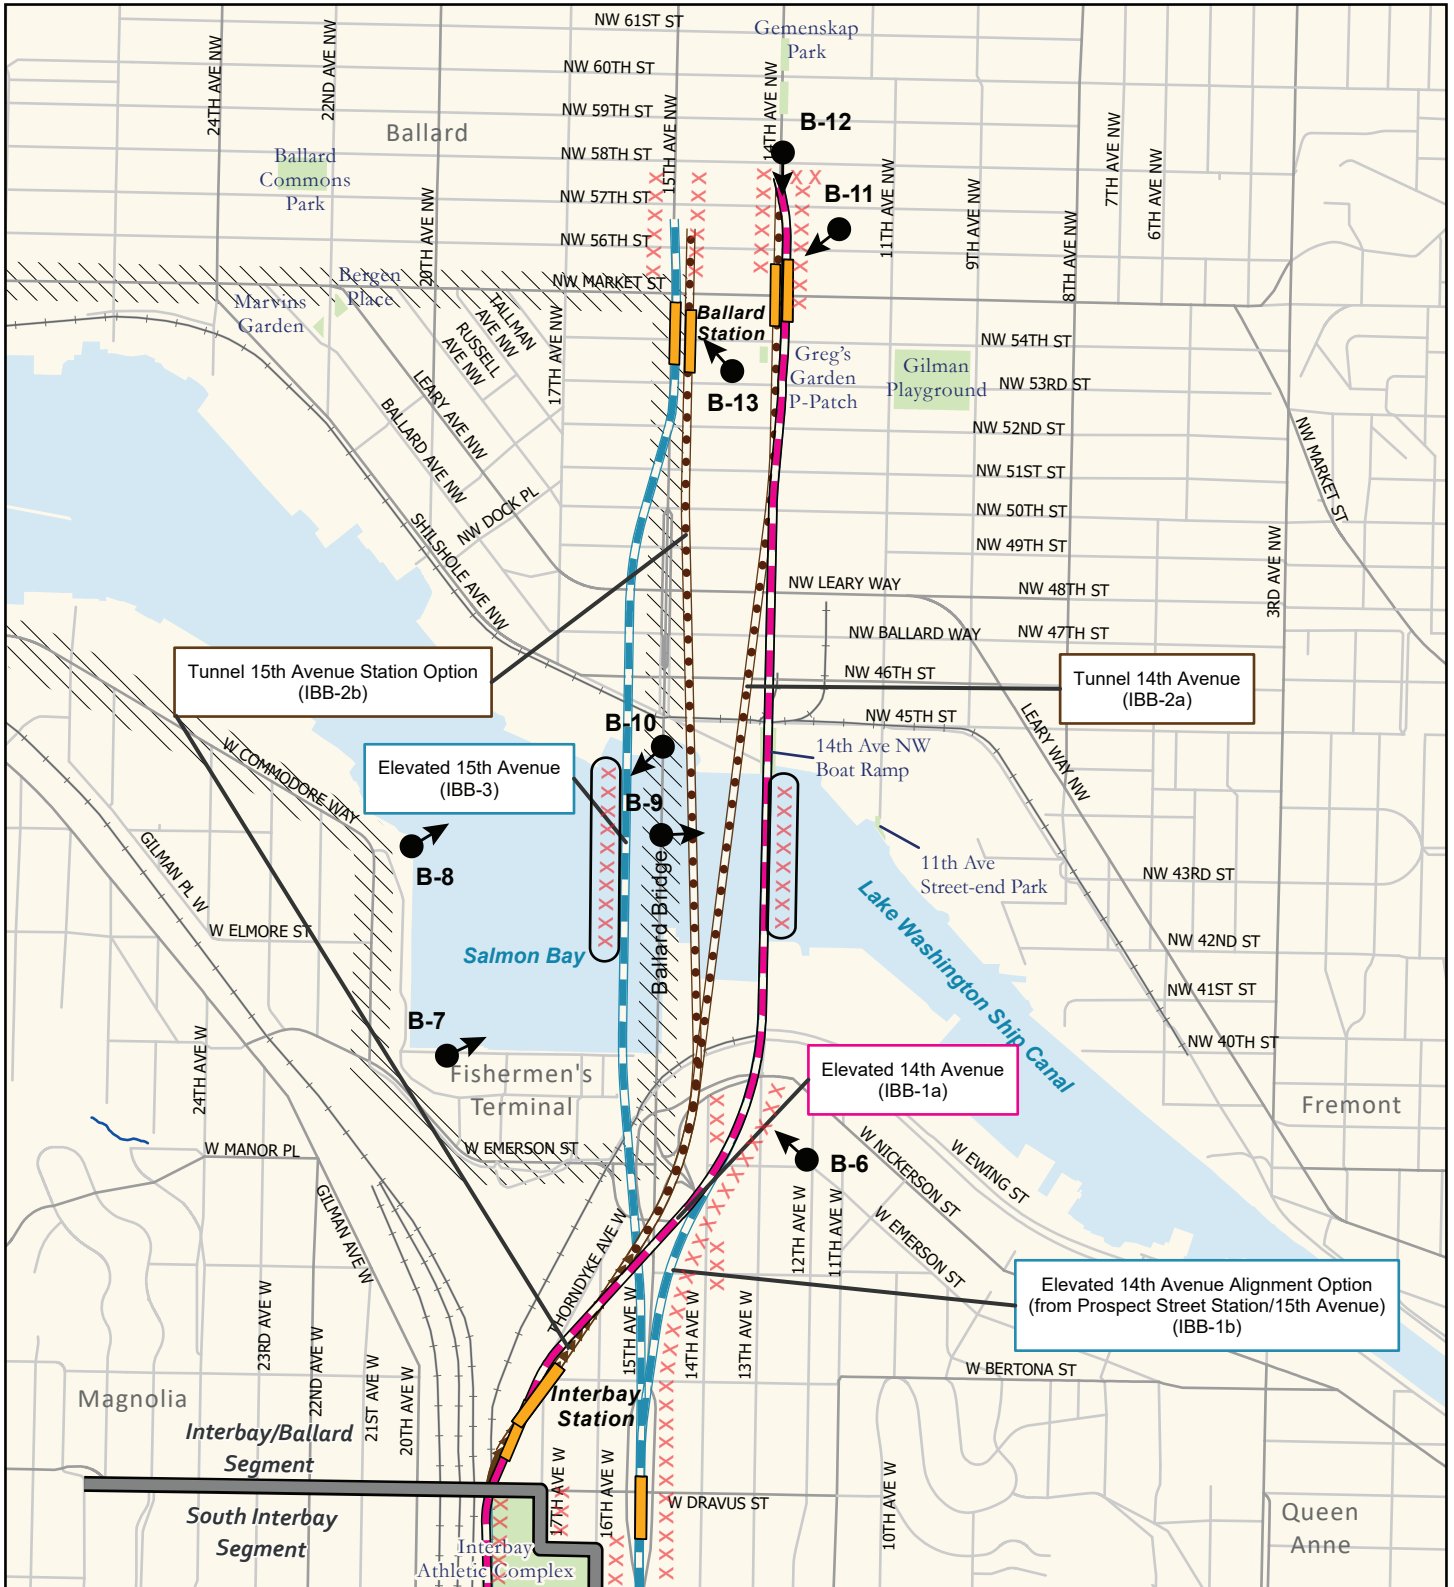 NW 61ST ST
Gemenskap
Park
24TH AVE NW
22ND AVE NW
NW 60TH ST
14TH AVE NW
15TH AVE NW
NW 59TH ST
B-12
7TH AVE NW
Ballard
NW 58TH ST
Ballard
Commons
Park
11TH AVE NW
9TH AVE NW
6TH AVE NW
NW 57TH ST
B-11
20TH AVE NW
8TH AVE NW
NW 56TH ST
Bergen
Place
NW MARKET ST
Marvins
Garden
TALLMAN
AVE NW
RUSSELL
AVE NW
17TH AVE NW
Ballard
Station
NW 54TH ST
Greg's
Garden
P-Patch
Gilman
Playground
NW 53RD ST
LEARY AVE NW
B-13
BALLARD AVE NW
NW 52ND ST
NW MARKET ST
NW 51ST ST
NW DOCK PL
NW 50TH ST
SHILSHOLE AVE NW
NW 49TH ST
3RD AVE NW
NW LEARY WAY
NW 48TH ST
NW BALLARD WAY
NW 47TH ST
Tunnel 15th Avenue Station Option
(IBB-2b)
NW 46TH ST
Tunnel 14th Avenue
(IBB-2a)
NW 45TH ST
LEARY WAY NW
B-10
W COMMODORE WAY
14th Ave NW
Boat Ramp
Elevated 15th Avenue
(IBB-3)
B-9
GILMAN PL W
B-8
Ballard Bridge
11th Ave
Street-end Park
NW 43RD ST
W ELMORE ST
Salmon Bay
Lake Washington Ship Canal
NW 42ND ST
NW 41ST ST
B-7
NW 40TH ST
24TH AVE W
Fishermen's
Terminal
Elevated 14th Avenue
(IBB-1a)
Fremont
W MANOR PL
W EMERSON ST
B-6
W NICKERSON ST
W EWING ST
GILMAN AVE W
THORNDYKE AVE W
12TH AVE W
11TH AVE W
W EMERSON ST
Elevated 14th Avenue Alignment Option
(from Prospect Street Station/15th Avenue)
(IBB-1b)
23RD AVE W
22ND AVE W
21ST AVE W
20TH AVE W
15TH AVE W
14TH AVE W
13TH AVE W
W BERTONA ST
Magnolia
Interbay
Station
Interbay/Ballard
Segment
17TH AVE W
16TH AVE W
10TH AVE W
South Interbay
Segment
W DRAVUS ST
Queen
Anne
Interbay
Athletic Complex